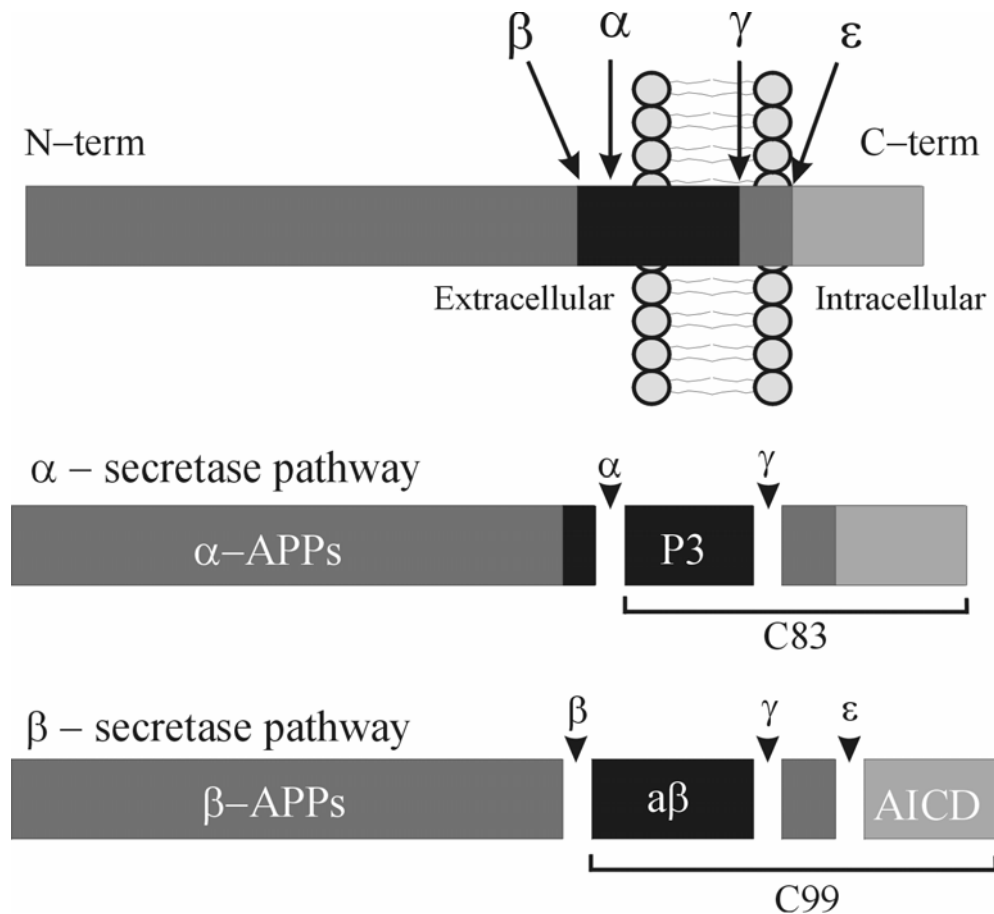 β α γ ε
N–term C–term
Extracellular Intracellular
α – secretase pathway α γ
α–APPs P3
C83
β – secretase pathway β γ ε
β–APPs aβ AICD
C99